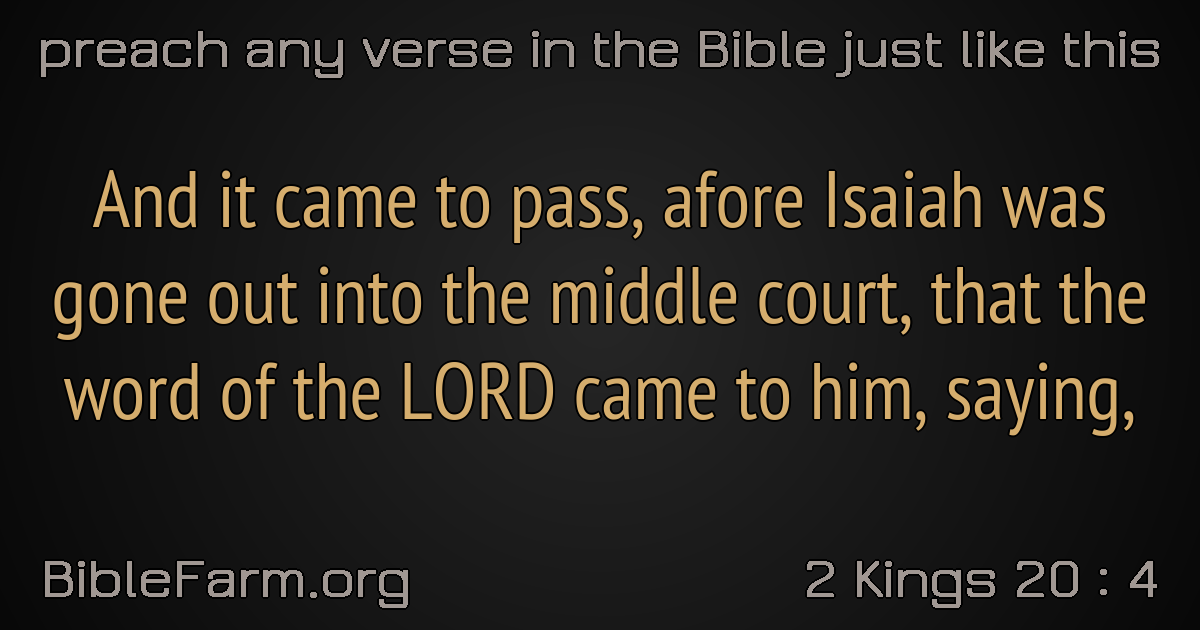 preach any verse in the Bible just like this
And it came to pass, afore Isaiah was
gone out into the middle court, that the
word of the LORD came to him, saying,
BibleFarm.org
2 Kings 20 : 4